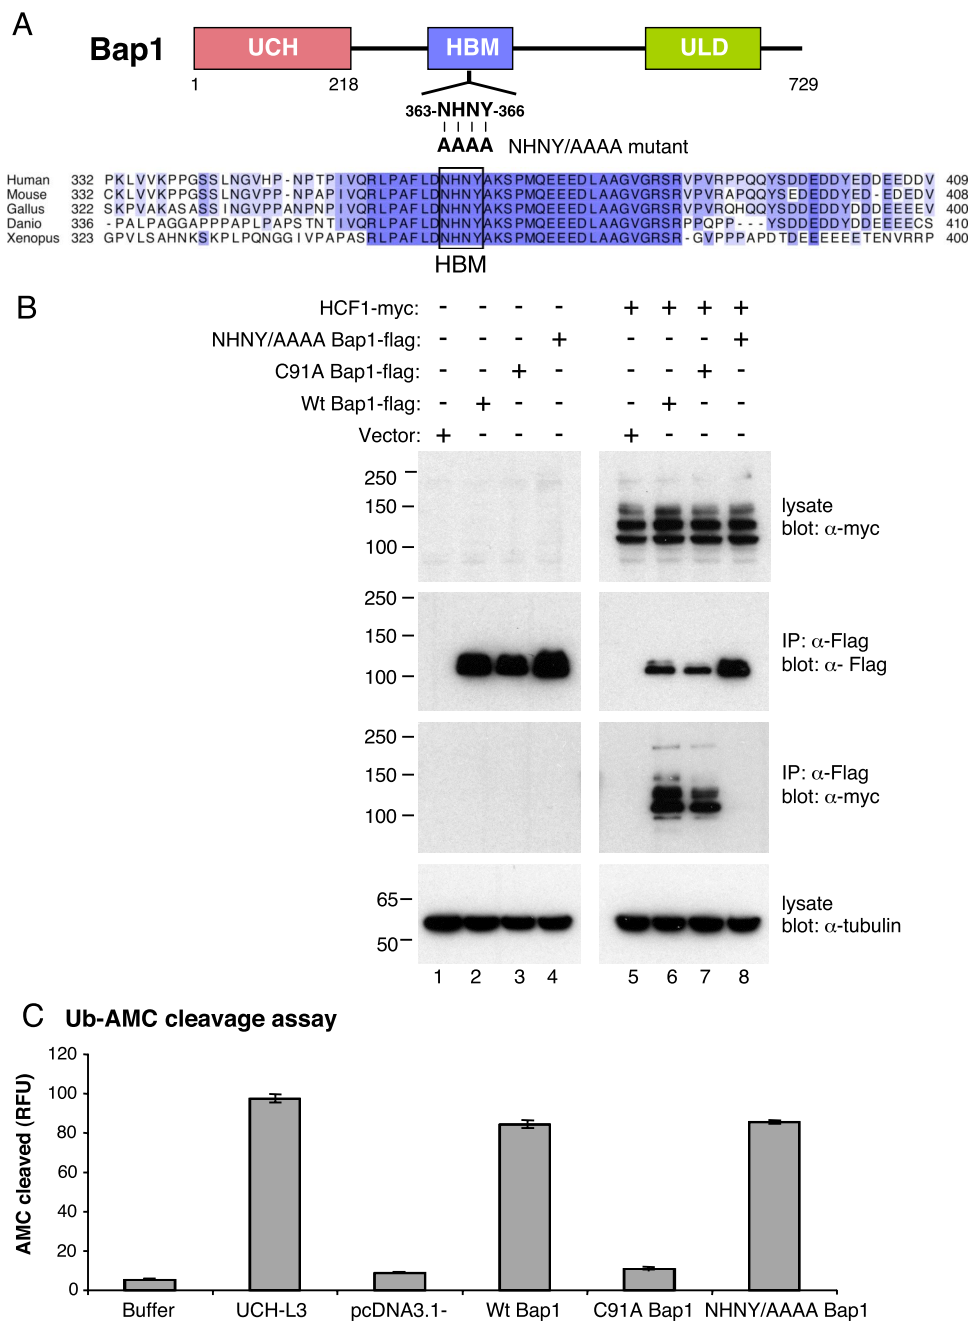 A
Bap1 UCH HBM ULD
1 218 729
363-NHNY-366
AAAA NHNY/AAAA mutant
Human 332 PKLVVKPPGSSLNGVHP-NPTPIVQRLPAFLDNHNYAKSPMQEEEDLAAGVGRSRVPVRPPQQYSDDEDDYEDDEEDDV 409
Mouse 332 CKLVVKPPGSSLNGVPP-NPAPIVQRLPAFLDNHNYAKSPMQEEEDLAAGVGRSRVPVRAPQQYSEDEDDYED-DEDEDV 408
Gallus 322 SKPVAKASASSINGVPPANPNPIVQRLPAFLDNHNYAKSPMQEEEDLAAGVGRSRVPVRQHQQYSDDEDDYDDDEEEEV 400
Danio 336 -PALPAGGAPPPAPLPAPSTNTIVQRLPAFLDNHNYAKSPMQEEEDLAAGVGRSRPPQPP---YSDDEDDYDDEDEEECS 410
Xenopus 323 GPVLSAHNKSKPLPQNGGIVPAPASRLPAFLDNHNYAKSPMQEEEDLAAGVGRSR-GVPPPAPDTDEEEEEETENVRRP 400
HBM
B
HCF1-myc: - - - - + + + +
NHNY/AAAA Bap1-flag: - - - + - - - +
C91A Bap1-flag: - - + - - - + -
Wt Bap1-flag: - + - - - + - -
Vector: + - - - + - - -
250
150
100
lysate
blot: α-myc
250
150
100
IP: α-Flag
blot: α- Flag
250
150
100
IP: α-Flag
blot: α-myc
65
50
lysate
blot: α-tubulin
1 2 3 4 5 6 7 8
C Ub-AMC cleavage assay
AMC cleaved (RFU)
120
100
80
60
40
20
0
Buffer UCH-L3 pcDNA3.1- Wt Bap1 C91A Bap1 NHNY/AAAA Bap1